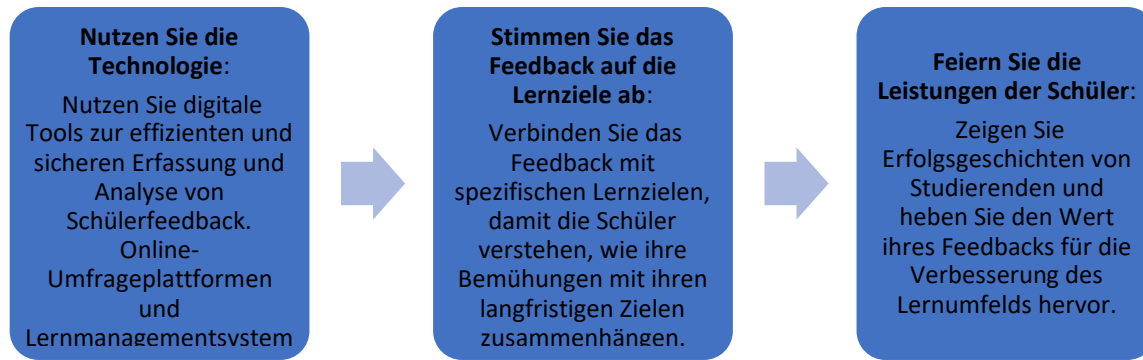 Nutzen Sie die
Technologie:
Nutzen Sie digitale
Tools zur effizienten und
sicheren Erfassung und
Analyse von
Schülerfeedback.
Online-
Umfrageplattformen
und
Lernmanagementsystem
Stimmen Sie das
Feedback auf die
Lernziele ab:
Verbinden Sie das
Feedback mit
spezifischen Lernzielen,
damit die Schüler
verstehen, wie ihre
Bemühungen mit ihren
langfristigen Zielen
zusammenhängen.
Feiern Sie die
Leistungen der Schüler:
Zeigen Sie
Erfolgsgeschichten von
Studierenden und
heben Sie den Wert
ihres Feedbacks für die
Verbesserung des
Lernumfelds hervor.